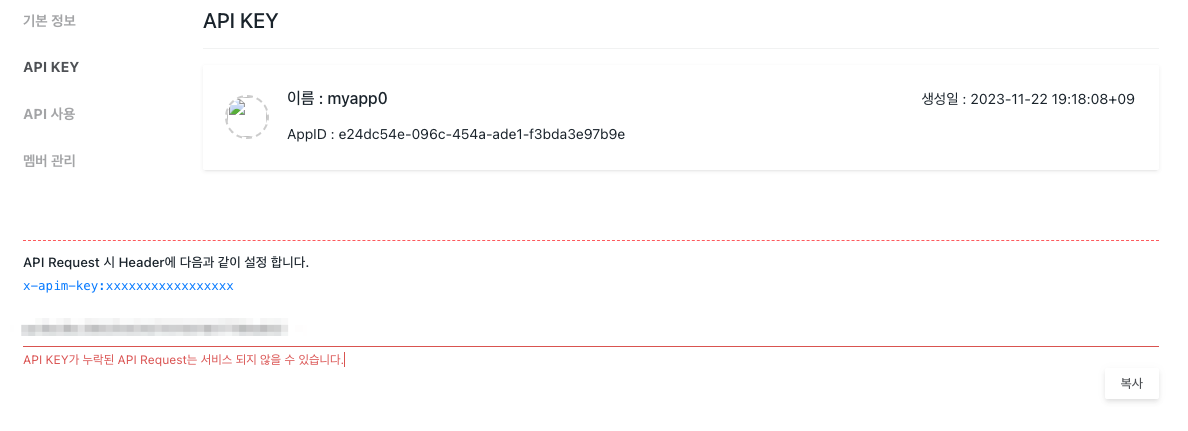 기본 정보
API KEY
API 사용
멤버 관리
API KEY
이름 : myapp0
생성일 : 2023-11-22 19:18:08+09
AppID : e24dc54e-096c-454a-ade1-f3bda3e97b9e
API Request 시 Header에 다음과 같이 설정 합니다.
x-apim-key:xxxxxxxxxxxxxxxxx
API KEY가 누락된 API Request는 서비스 되지 않을 수 있습니다.
복사